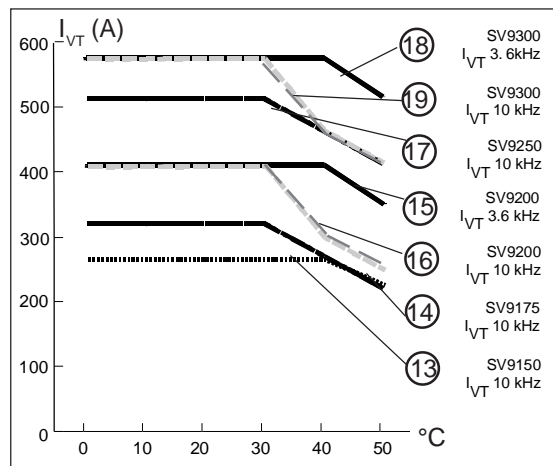 I_VT (A)
600
500
400
300
200
100
0
0 10 20 30 40 50 °C
18
19
17
15
16
14
13
SV9300
I_VT 3. 6kHz
SV9300
I_VT 10 kHz
SV9250
I_VT 10 kHz
SV9200
I_VT 3.6 kHz
SV9200
I_VT 10 kHz
SV9175
I_VT 10 kHz
SV9150
I_VT 10 kHz